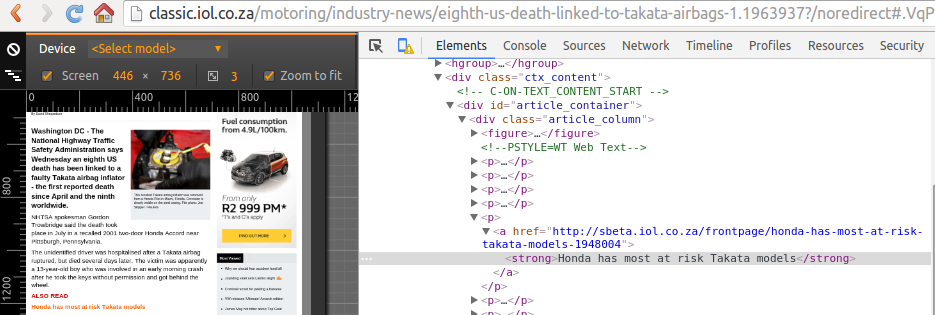 classic.iol.co.za/motoring/industry-news/eighth-us-death-linked-to-takata-airbags-1.1963937?/noredirect#.VqP
Device <Select model>
Screen 446 × 736 3 Zoom to fit
0 400 800 12
800
1200
Washington DC - The
National Highway Traffic
Safety Administration says
Wednesday an eighth US
death has been linked to a
faulty Takata airbag inflator
- the first reported death
since April and the ninth
worldwide.
NHTSA spokesman Gordon
Trowbridge said the death took
place in July in a recalled 2001 two-door Honda Accord near
Pittsburgh, Pennsylvania.
The unidentified driver was hospitalised after a Takata airbag
ruptured, but died several days later. The victim was apparently
a 13-year-old boy who was involved in an early morning crash
after he took the keys without permission and got behind the
wheel.
ALSO READ
Honda has most at risk Takata models
Fuel consumption
from 4.9L/100km.
From only
R2 999 PM*
*T's and C's apply
FIND OUT MORE
Most Viewed
Elements Console Sources Network Timeline Profiles Resources Security
<hgroup>…</hgroup>
<div class="ctx_content">
<!-- C-ON-TEXT_CONTENT_START -->
<div id="article_container">
<div class="article_column">
<figure>…</figure>
<!--PSTYLE=WT Web Text-->
<p>…</p>
<p>…</p>
<p>…</p>
<p>…</p>
<p>
<a href="http://sbeta.iol.co.za/frontpage/honda-has-most-at-risk-
takata-models-1948004">
<strong>Honda has most at risk Takata models</strong>
</a>
</p>
<p>…</p>
<p>…</p>